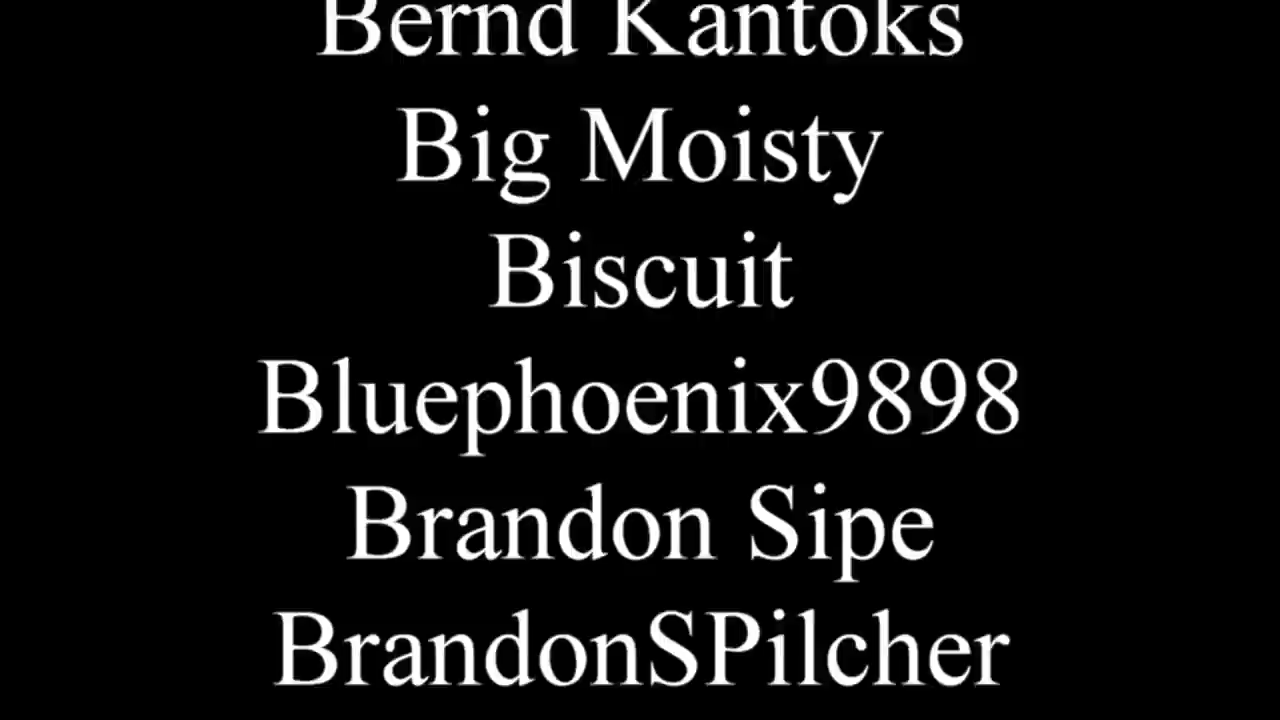 Bernd Kantoks
Big Moisty
Biscuit
Bluephoenix9898
Brandon Sipe
BrandonSPilcher